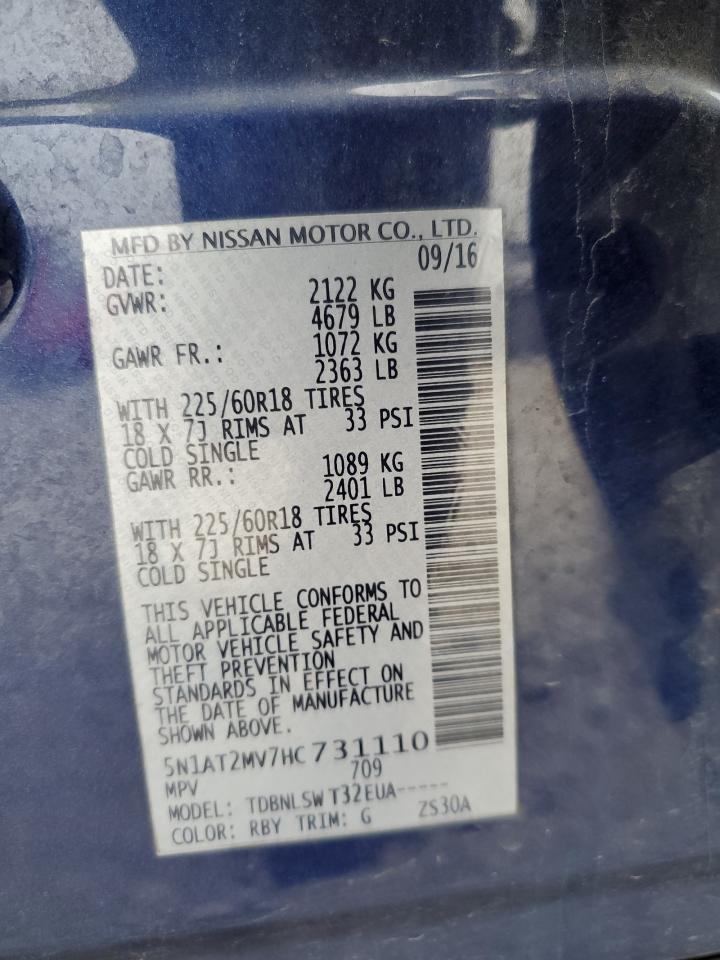 MFD BY NISSAN MOTOR CO., LTD.
DATE: 09/16
GVWR: 2122 KG
4679 LB
GAWR FR.: 1072 KG
2363 LB
WITH 225/60R18 TIRES
18 X 7J RIMS AT 33 PSI
COLD SINGLE
GAWR RR.: 1089 KG
2401 LB
WITH 225/60R18 TIRES
18 X 7J RIMS AT 33 PSI
COLD SINGLE
THIS VEHICLE CONFORMS TO
ALL APPLICABLE FEDERAL
MOTOR VEHICLE SAFETY AND
THEFT PREVENTION
STANDARDS IN EFFECT ON
THE DATE OF MANUFACTURE
SHOWN ABOVE.
5N1AT2MV7HC731110
MPV 709
MODEL: TDBNLSW T32EUA-----
COLOR: RBY TRIM: G ZS30A